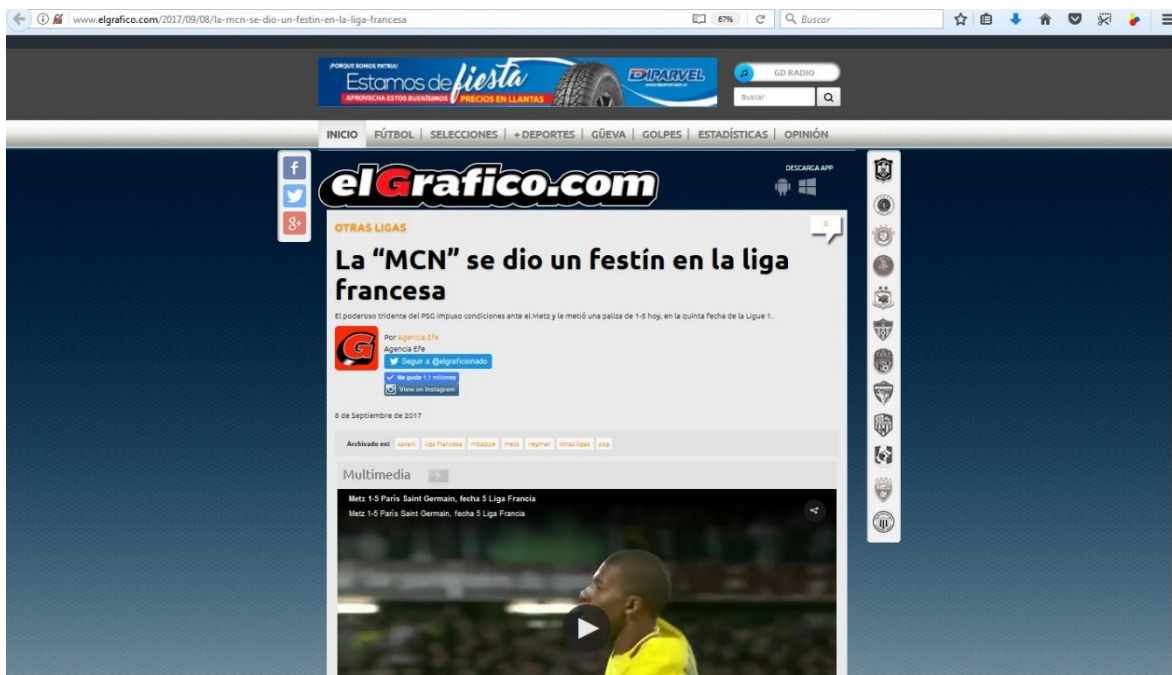 www.elgrafico.com/2017/09/08/la-mcn-se-dio-un-festin-en-la-liga-francesa
67%
Buscar
¡PORQUE SOMOS PATRIA!
Estamos de fiesta
APROVECHA ESTOS BUENÍSIMOS PRECIOS EN LLANTAS
DIPARVEL
GD RADIO
Buscar
INICIO FÚTBOL | SELECCIONES | + DEPORTES | GÜEVA | GOLPES | ESTADÍSTICAS | OPINIÓN
elGrafico.com
DESCARGA APP
OTRAS LIGAS
0
La “MCN” se dio un festín en la liga
francesa
El poderoso tridente del PSG impuso condiciones ante el Metz y le metió una paliza de 1-5 hoy, en la quinta fecha de la Ligue 1.
Por Agencia Efe
Agencia Efe
Seguir a @elgraficionado
Me gusta 1,1 millones
View on Instagram
8 de Septiembre de 2017
Archivado en: cavani liga francesa mbappe metz neymar otras ligas psg
Multimedia
Metz 1-5 Paris Saint Germain, fecha 5 Liga Francia
Metz 1-5 Paris Saint Germain, fecha 5 Liga Francia